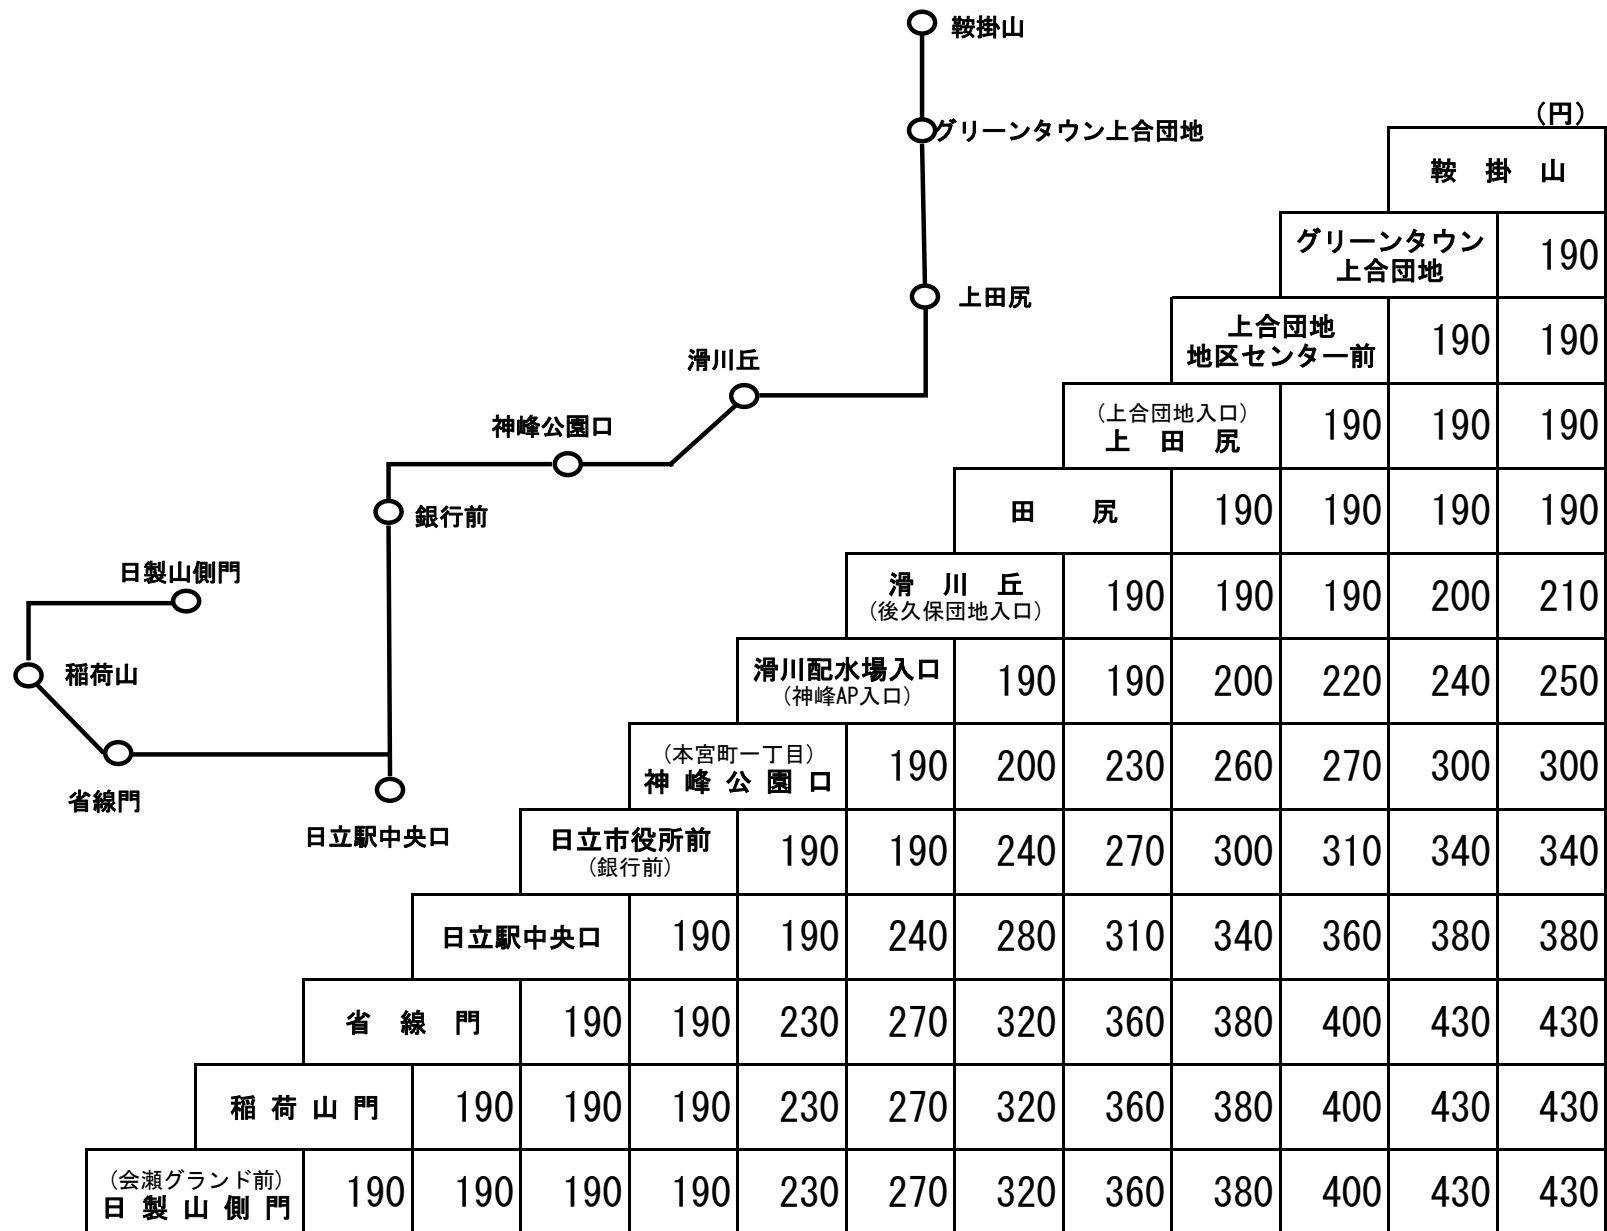 鞍掛山
グリーンタウン上合団地
上田尻
滑川丘
神峰公園口
銀行前
日製山側門
稲荷山
省線門
日立駅中央口
（円）
鞍 掛 山
グリーンタウン
上合団地
190
上合団地
地区センター前
190 190
（上合団地入口）
上 田 尻
190 190 190
田 尻
190 190 190 190
滑 川 丘
（後久保団地入口）
190 190 190 200 210
滑川配水場入口
（神峰AP入口）
190 190 200 220 240 250
（本宮町一丁目）
神 峰 公 園 口
190 200 230 260 270 300 300
日立市役所前
（銀行前）
190 190 240 270 300 310 340 340
日立駅中央口
190 190 240 280 310 340 360 380 380
省 線 門
190 190 230 270 320 360 380 400 430 430
稲 荷 山 門
190 190 190 230 270 320 360 380 400 430 430
（会瀬グランド前）
日 製 山 側 門
190 190 190 190 230 270 320 360 380 400 430 430